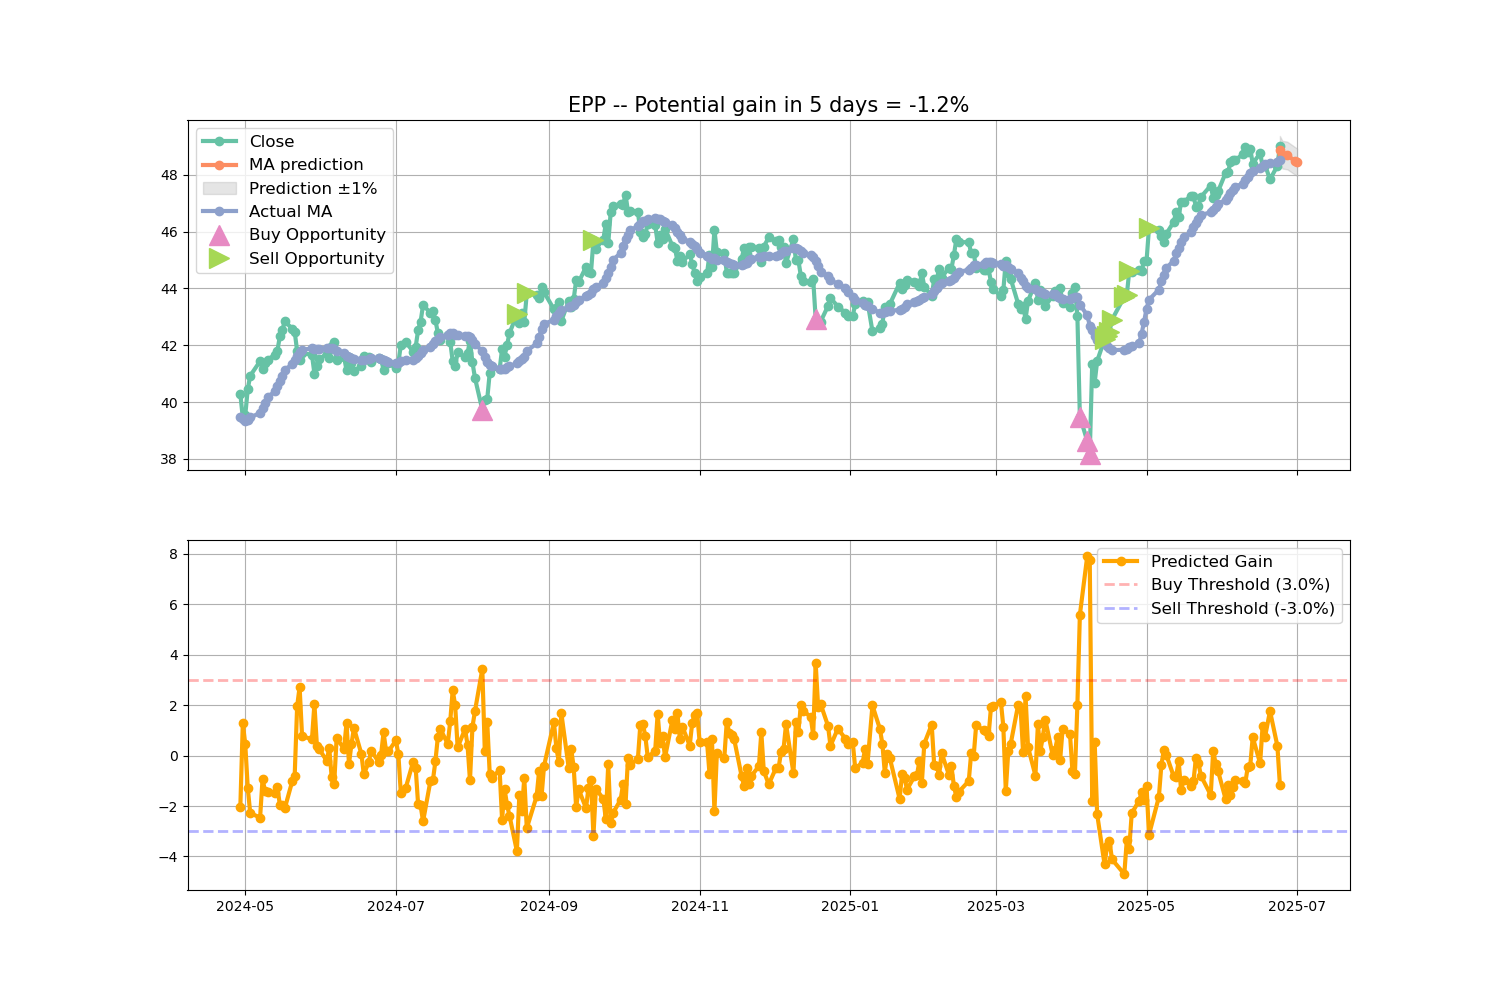 EPP -- Potential gain in 5 days = -1.2%
Close
MA prediction
Prediction ±1%
Actual MA
Buy Opportunity
Sell Opportunity
48
46
44
42
40
38
Predicted Gain
Buy Threshold (3.0%)
Sell Threshold (-3.0%)
8
6
4
2
0
−2
−4
2024-05 2024-07 2024-09 2024-11 2025-01 2025-03 2025-05 2025-07